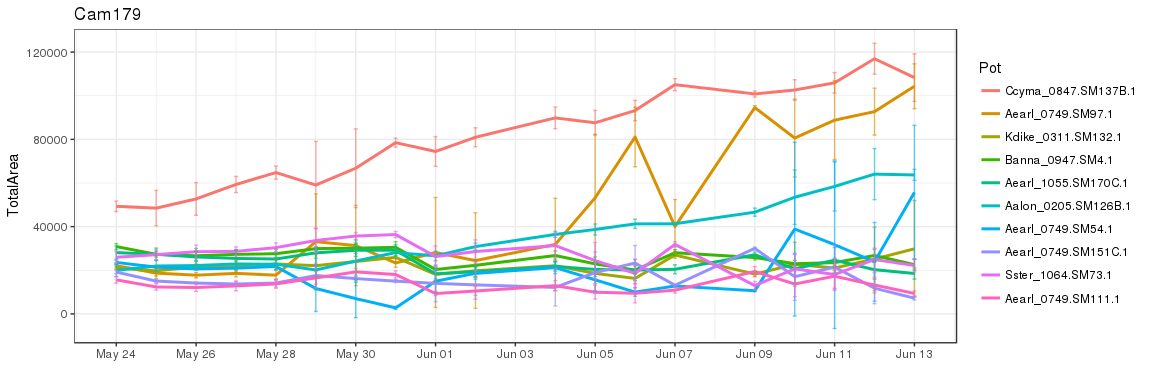 Cam179
TotalArea
120000
80000
40000
0
May 24 May 26 May 28 May 30 Jun 01 Jun 03 Jun 05 Jun 07 Jun 09 Jun 11 Jun 13
Pot
Ccyma_0847.SM137B.1
Aearl_0749.SM97.1
Kdike_0311.SM132.1
Banna_0947.SM4.1
Aearl_1055.SM170C.1
Aalon_0205.SM126B.1
Aearl_0749.SM54.1
Aearl_0749.SM151C.1
Sster_1064.SM73.1
Aearl_0749.SM111.1